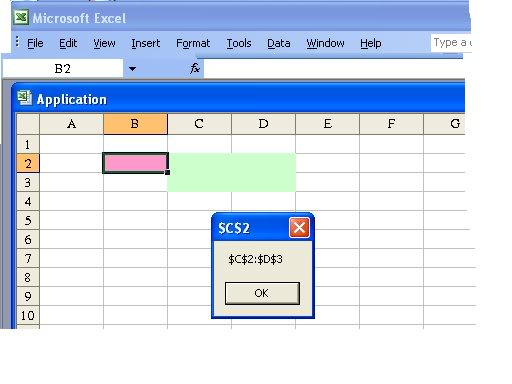 Microsoft Excel
File Edit View Insert Format Tools Data Window Help Type a
B2 fx
Application
A B C D E F G
1
2
3
4
5
6
7
8
9
10
$C$2
$C$2:$D$3
OK